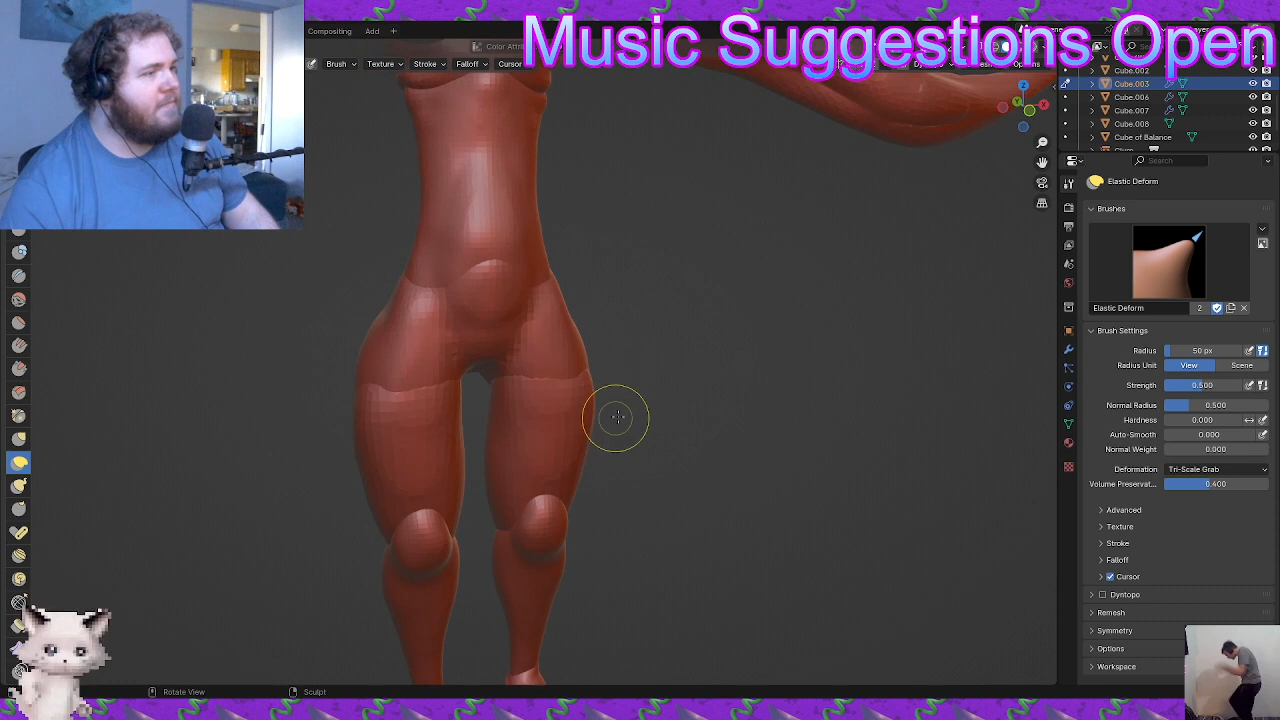 Music Suggestions Open
Compositing Add +
Color
Brush Texture Stroke Falloff Cursor
Options
Cube.002
Cube.003
Cube.006
Cube.007
Cube.008
Cube of Balance
Search
Elastic Deform
Brushes
Elastic Deform 2
Brush Settings
Radius 50 px
Radius Unit View Scene
Strength 0.500
Normal Radius 0.500
Hardness 0.000
Auto-Smooth 0.000
Normal Weight 0.000
Deformation Tri-Scale Grab
Volume Preservat... 0.400
Advanced
Texture
Stroke
Falloff
Cursor
Dyntopo
Remesh
Symmetry
Options
Workspace
Rotate View Sculpt